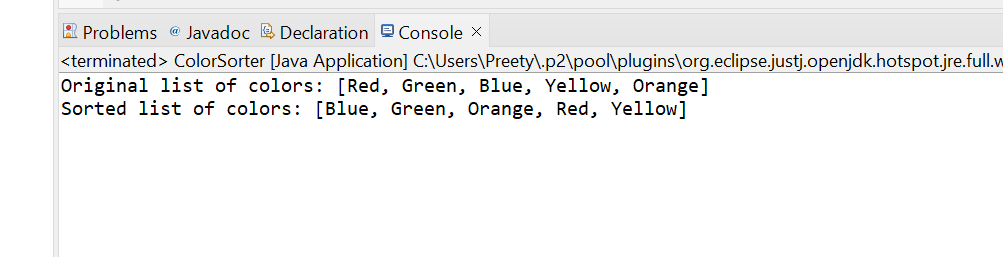 Problems @ Javadoc Declaration Console ×
<terminated> ColorSorter [Java Application] C:\Users\Preety\.p2\pool\plugins\org.eclipse.justj.openjdk.hotspot.jre.full.w
Original list of colors: [Red, Green, Blue, Yellow, Orange]
Sorted list of colors: [Blue, Green, Orange, Red, Yellow]